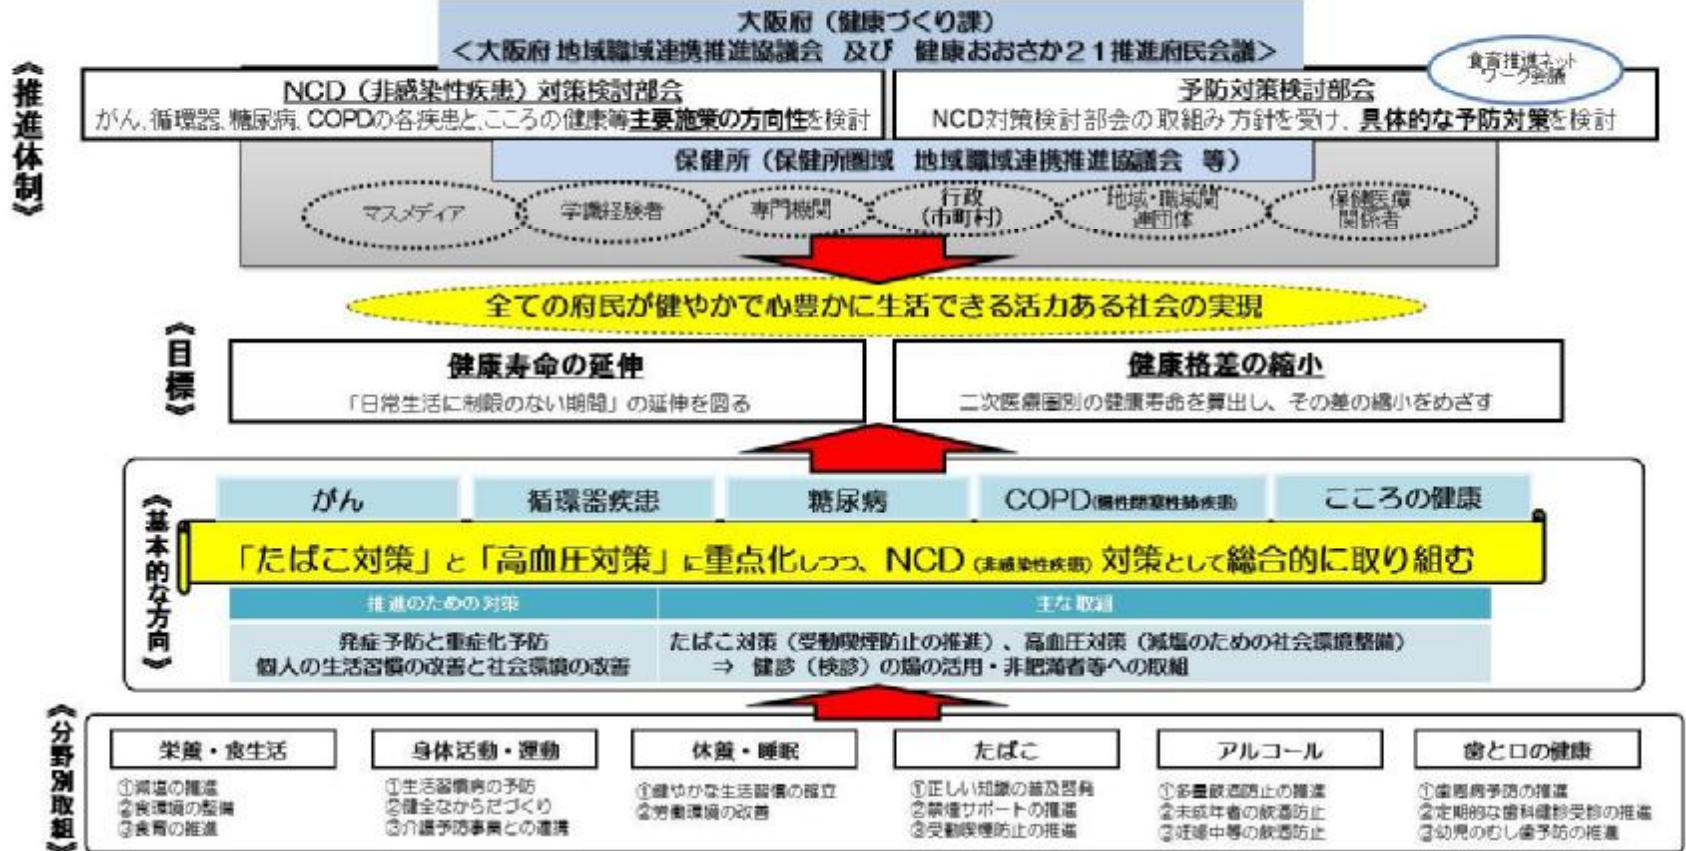 大阪府（健康づくり課）
＜大阪府 地域職域連携推進協議会　及び　健康おおさか２１推進府民会議＞
食育推進ネット
ワーク会議
《推進体制》
NCD（非感染性疾患）対策検討部会
がん、循環器、糖尿病、COPDの各疾患と、こころの健康等主要施策の方向性を検討
予防対策検討部会
NCD対策検討部会の取組み方針を受け、具体的な予防対策を検討
保健所（保健所圏域　地域職域連携推進協議会　等）
マスメディア
学識経験者
専門機関
行政
（市町村）
地域・職域関
連団体
保健医療
関係者
全ての府民が健やかで心豊かに生活できる活力ある社会の実現
《目標》
健康寿命の延伸
「日常生活に制限のない期間」の延伸を図る
健康格差の縮小
二次医療圏別の健康寿命を算出し、その差の縮小をめざす
《基本的な方向》
がん
循環器疾患
糖尿病
COPD(慢性閉塞性肺疾患)
こころの健康
「たばこ対策」と「高血圧対策」に重点化しつつ、NCD（非感染性疾患）対策として総合的に取り組む
推進のための対策
主な取組
発症予防と重症化予防
個人の生活習慣の改善と社会環境の改善
たばこ対策（受動喫煙防止の推進）、高血圧対策（減塩のための社会環境整備）
⇒　健診（検診）の場の活用・非肥満者等への取組
《分野別取組》
栄養・食生活
①減塩の推進
②食環境の整備
③食育の推進
身体活動・運動
①生活習慣病の予防
②健全なからだづくり
③介護予防事業との連携
休養・睡眠
①健やかな生活習慣の確立
②労働環境の改善
たばこ
①正しい知識の普及啓発
②禁煙サポートの推進
③受動喫煙防止の推進
アルコール
①多量飲酒防止の推進
②未成年者の飲酒防止
③妊婦中等の飲酒防止
歯と口の健康
①歯周病予防の推進
②定期的な歯科健診受診の推進
③幼児のむし歯予防の推進